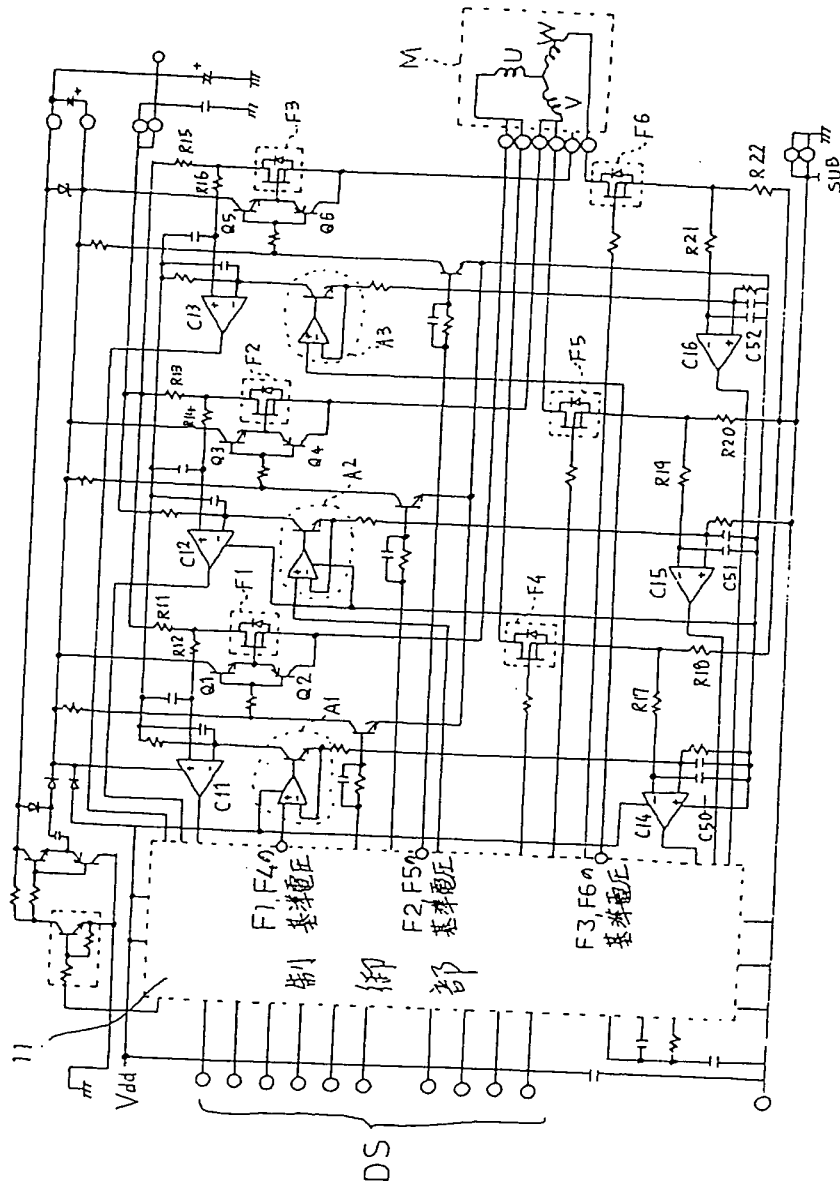 M
U
V
W
F3
R15
R16
Q5
Q6
C13
A3
F6
R22
SUB
R21
C16
C52
F2
R13
R14
Q3
Q4
C12
A2
F5
R20
R19
C15
C51
F1
R11
R12
Q1
Q2
C11
A1
F4
R18
R17
C14
C50
F1,F4の
基準電圧
F2,F5の
基準電圧
F3,F6の
基準電圧
制御部
11
Vdd
DS